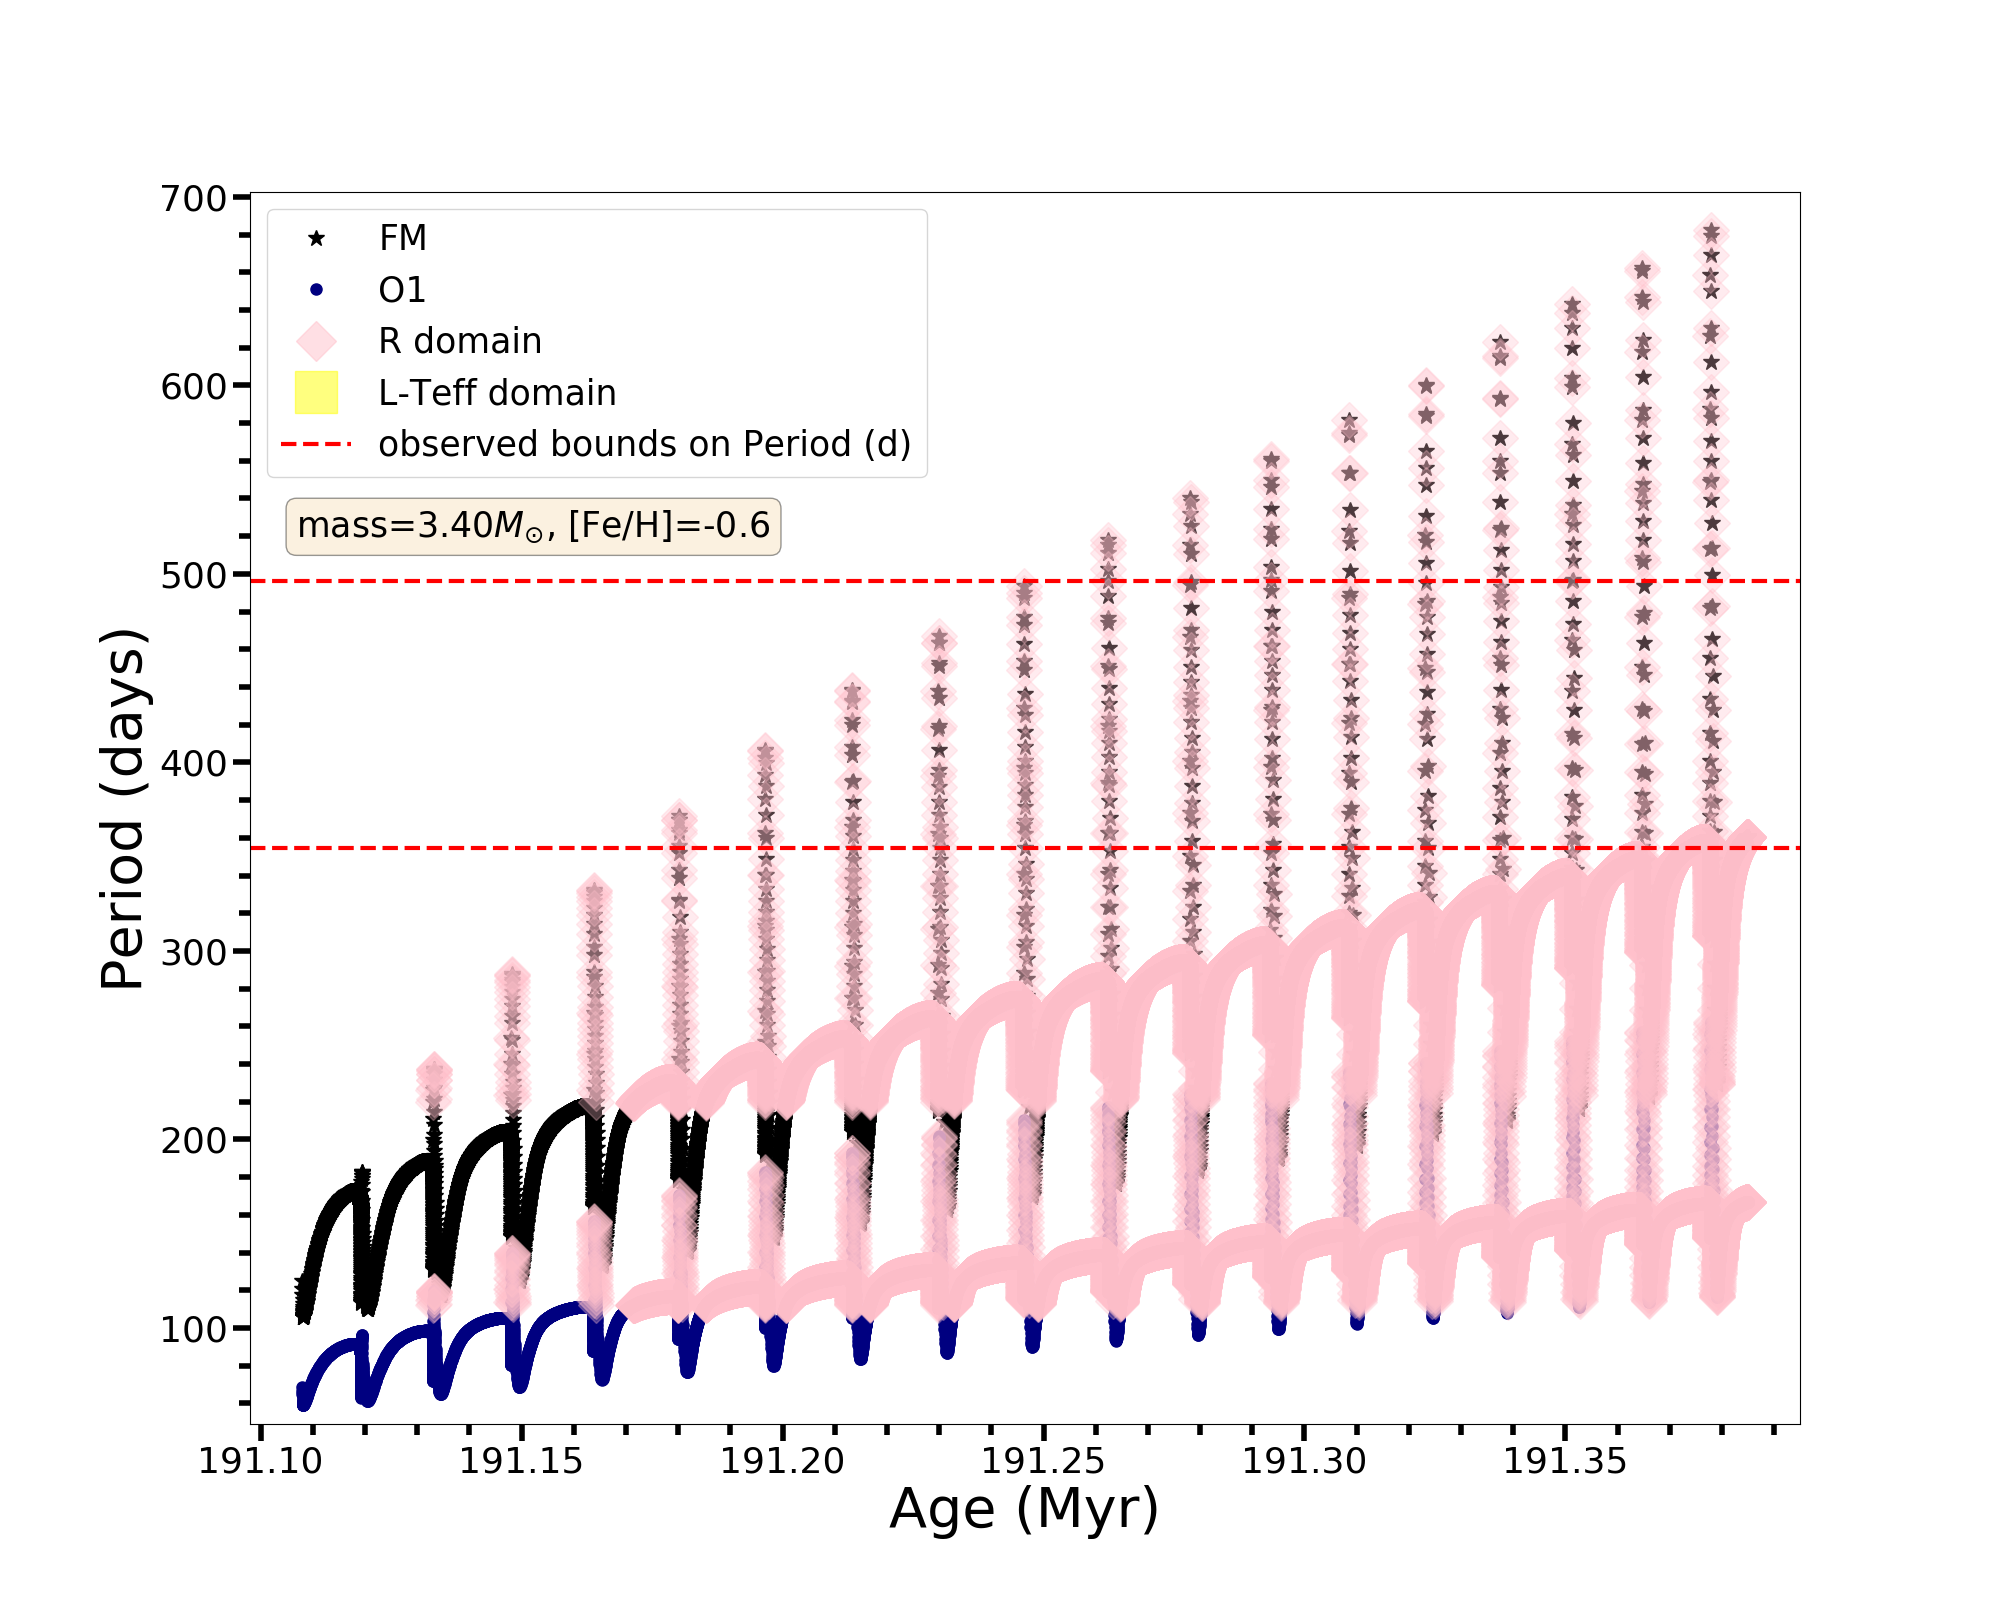 FM
O1
R domain
L-Teff domain
observed bounds on Period (d)
mass=3.40M⊙, [Fe/H]=-0.6
700
600
500
400
300
200
100
Period (days)
191.10 191.15 191.20 191.25 191.30 191.35
Age (Myr)